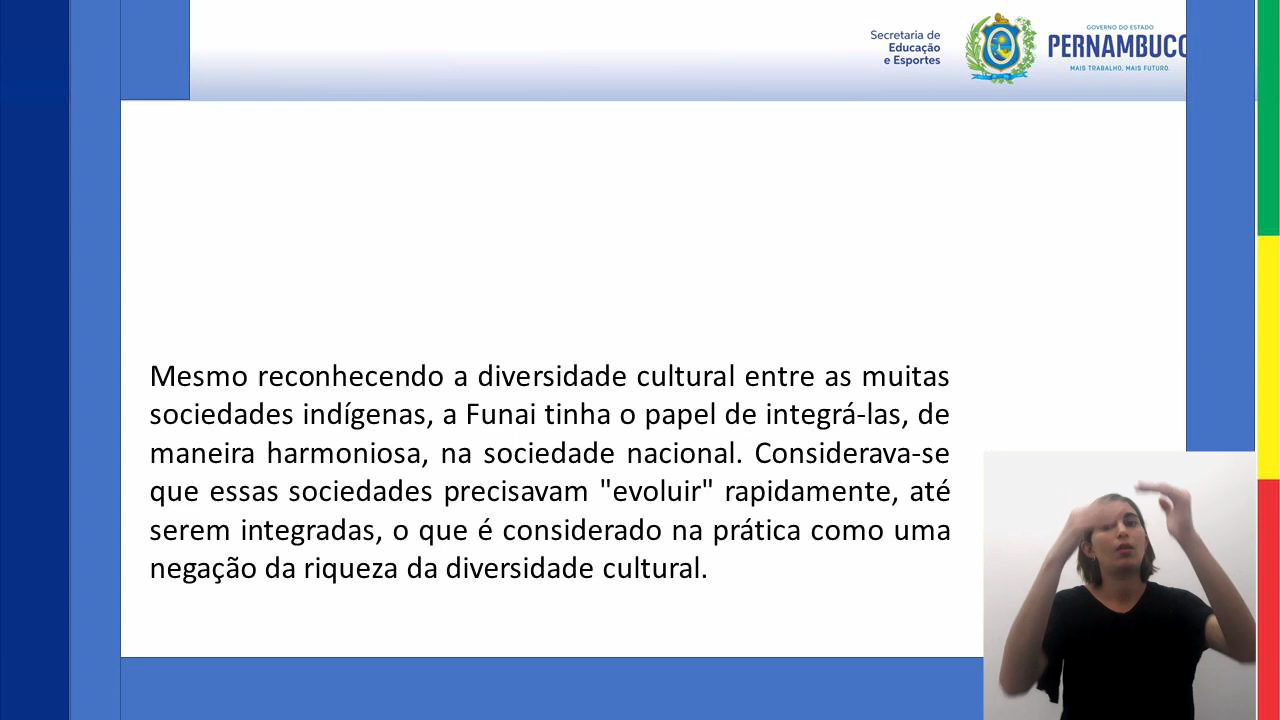 Secretaria de
Educação
e Esportes
GOVERNO DO ESTADO
PERNAMBUCO
MAIS TRABALHO, MAIS FUTURO.
Mesmo reconhecendo a diversidade cultural entre as muitas
sociedades indígenas, a Funai tinha o papel de integrá-las, de
maneira harmoniosa, na sociedade nacional. Considerava-se
que essas sociedades precisavam "evoluir" rapidamente, até
serem integradas, o que é considerado na prática como uma
negação da riqueza da diversidade cultural.